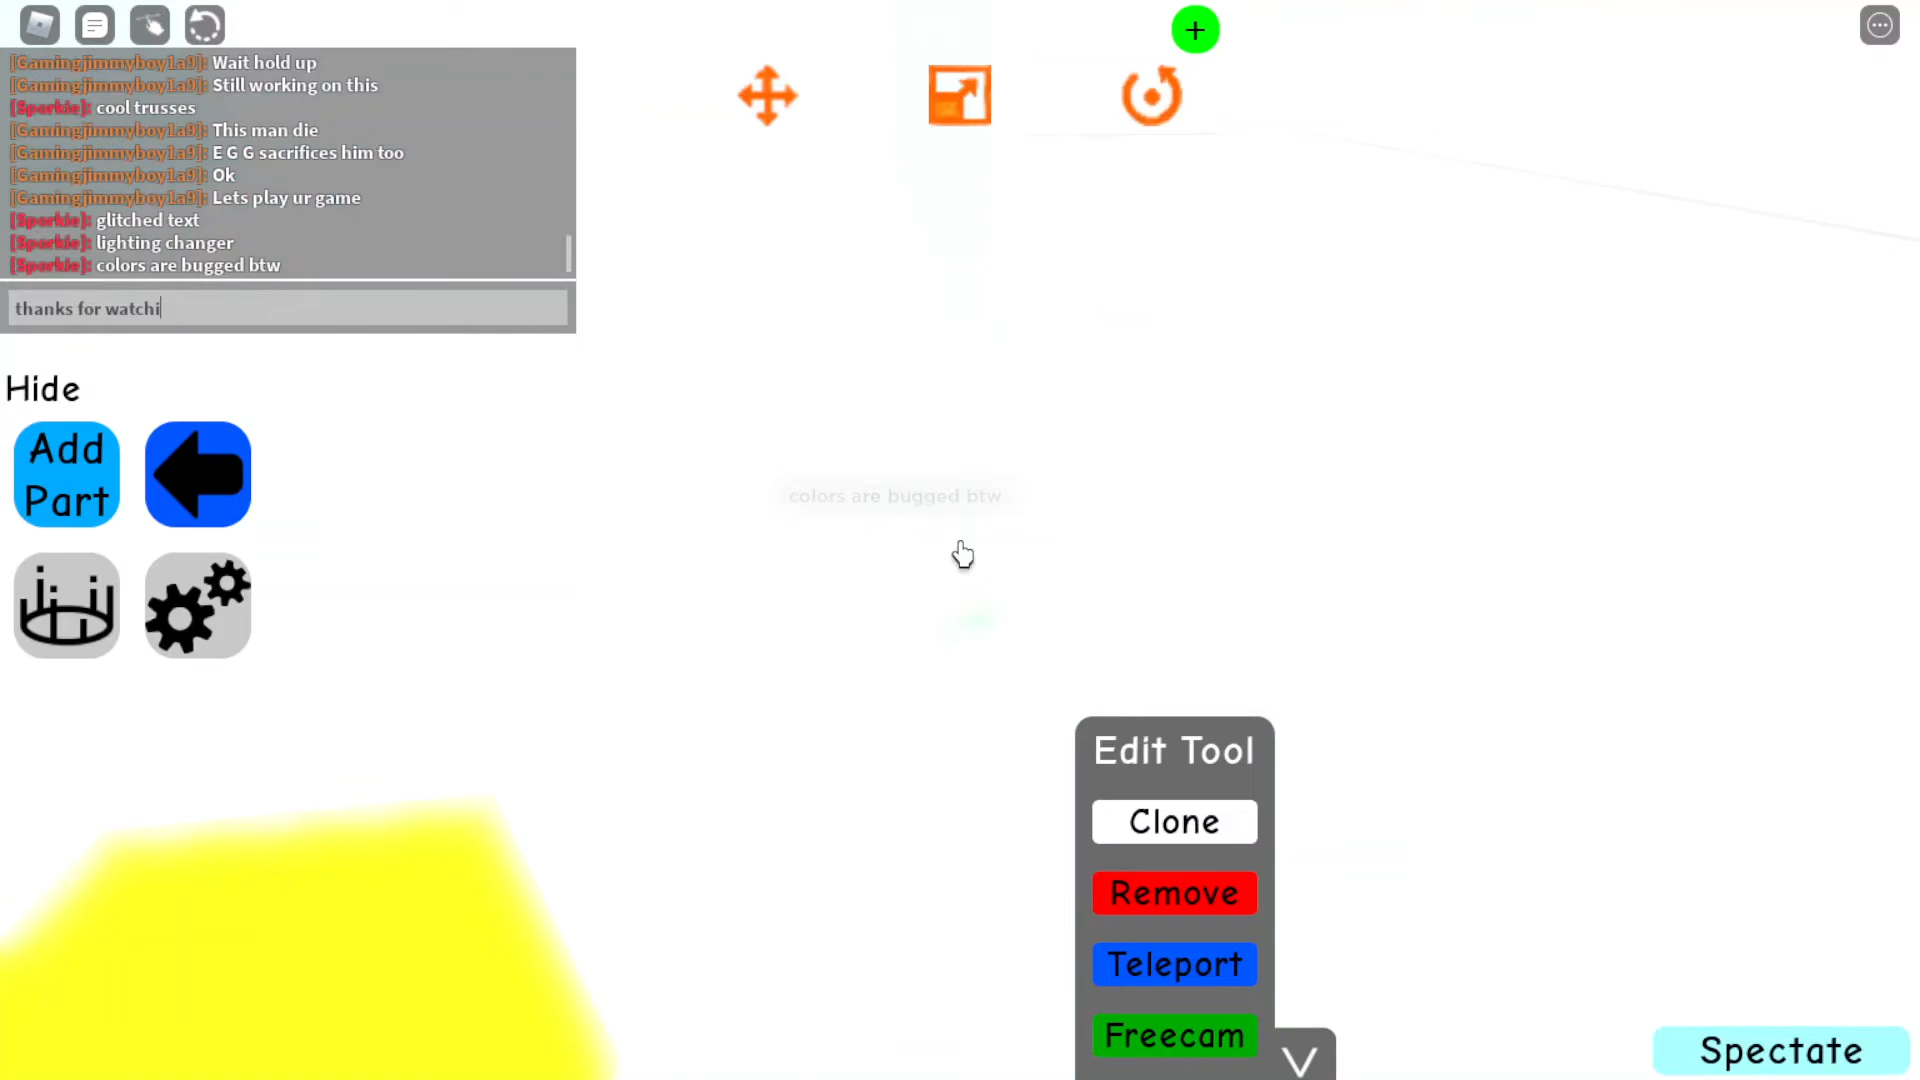 [Gamingjimmyboy1a9]: Wait hold up
[Gamingjimmyboy1a9]: Still working on this
[Sporkie]: cool trusses
[Gamingjimmyboy1a9]: This man die
[Gamingjimmyboy1a9]: E G G sacrifices him too
[Gamingjimmyboy1a9]: Ok
[Gamingjimmyboy1a9]: Lets play ur game
[Sporkie]: glitched text
[Sporkie]: lighting changer
[Sporkie]: colors are bugged btw
thanks for watchi
Hide
Add
Part
colors are bugged btw
Edit Tool
Clone
Remove
Teleport
Freecam
V
Spectate